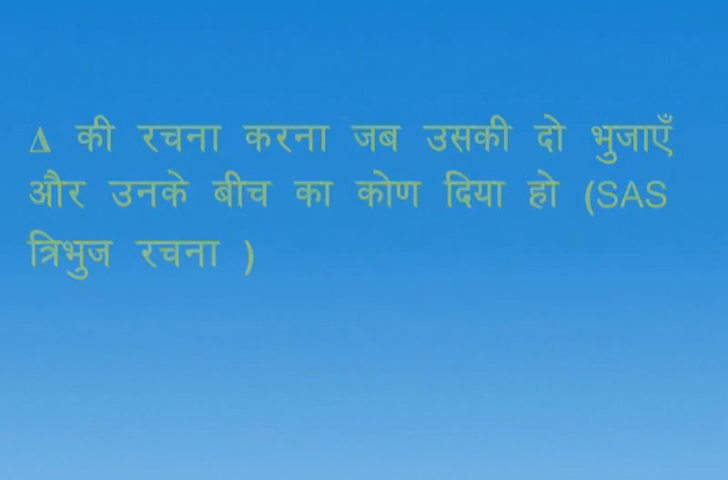 Δ की रचना करना जब उसकी दो भुजाएँ
और उनके बीच का कोण दिया हो (SAS
त्रिभुज रचना )